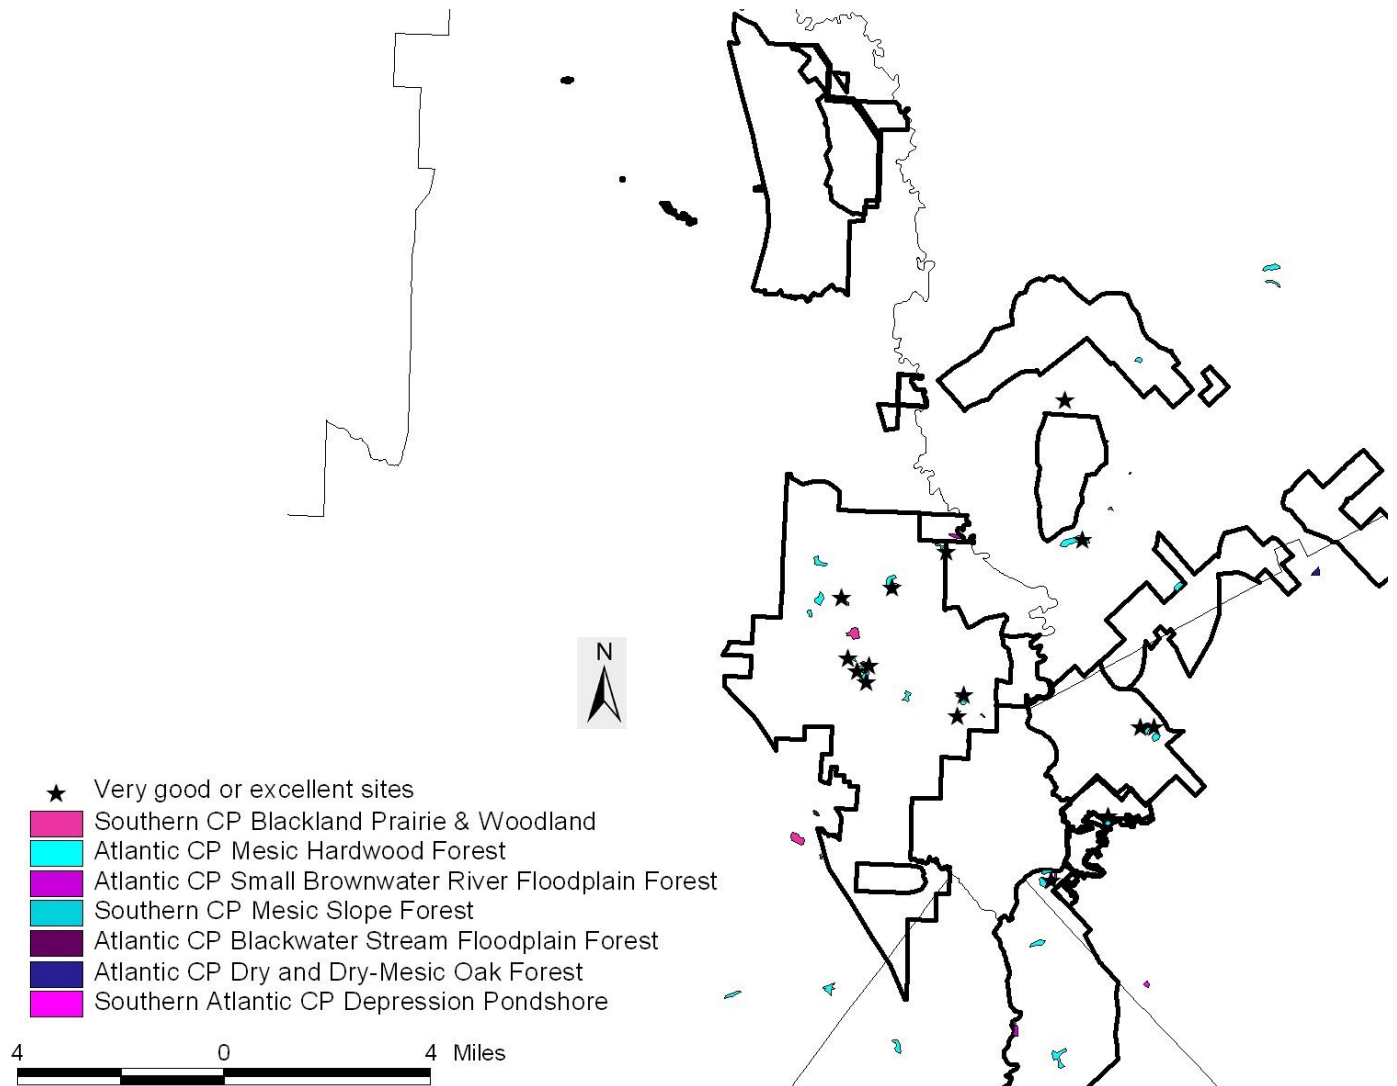 N
Very good or excellent sites
Southern CP Blackland Prairie & Woodland
Atlantic CP Mesic Hardwood Forest
Atlantic CP Small Brownwater River Floodplain Forest
Southern CP Mesic Slope Forest
Atlantic CP Blackwater Stream Floodplain Forest
Atlantic CP Dry and Dry-Mesic Oak Forest
Southern Atlantic CP Depression Pondshore
4 0 4 Miles